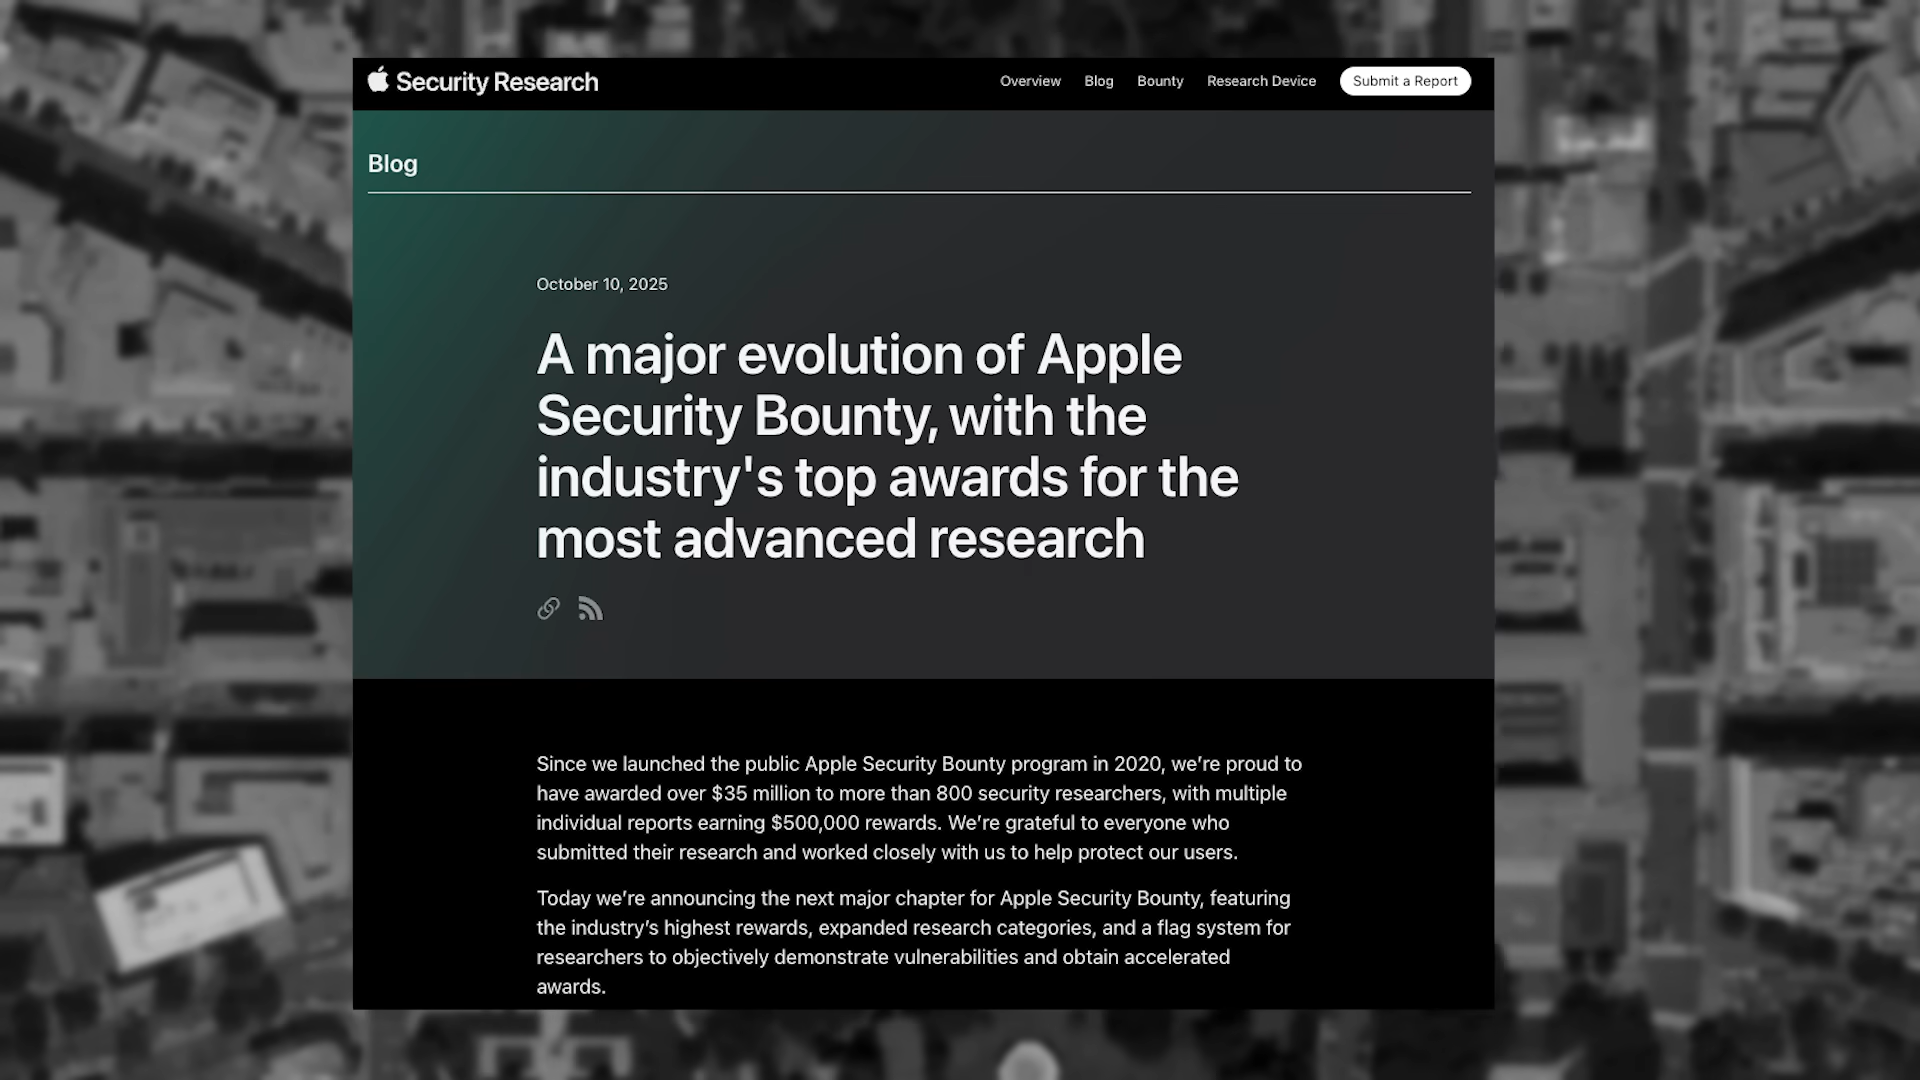 Security Research
Overview
Blog
Bounty
Research Device
Submit a Report
Blog
October 10, 2025
A major evolution of Apple
Security Bounty, with the
industry's top awards for the
most advanced research
Since we launched the public Apple Security Bounty program in 2020, we’re proud to
have awarded over $35 million to more than 800 security researchers, with multiple
individual reports earning $500,000 rewards. We’re grateful to everyone who
submitted their research and worked closely with us to help protect our users.
Today we’re announcing the next major chapter for Apple Security Bounty, featuring
the industry’s highest rewards, expanded research categories, and a flag system for
researchers to objectively demonstrate vulnerabilities and obtain accelerated
awards.